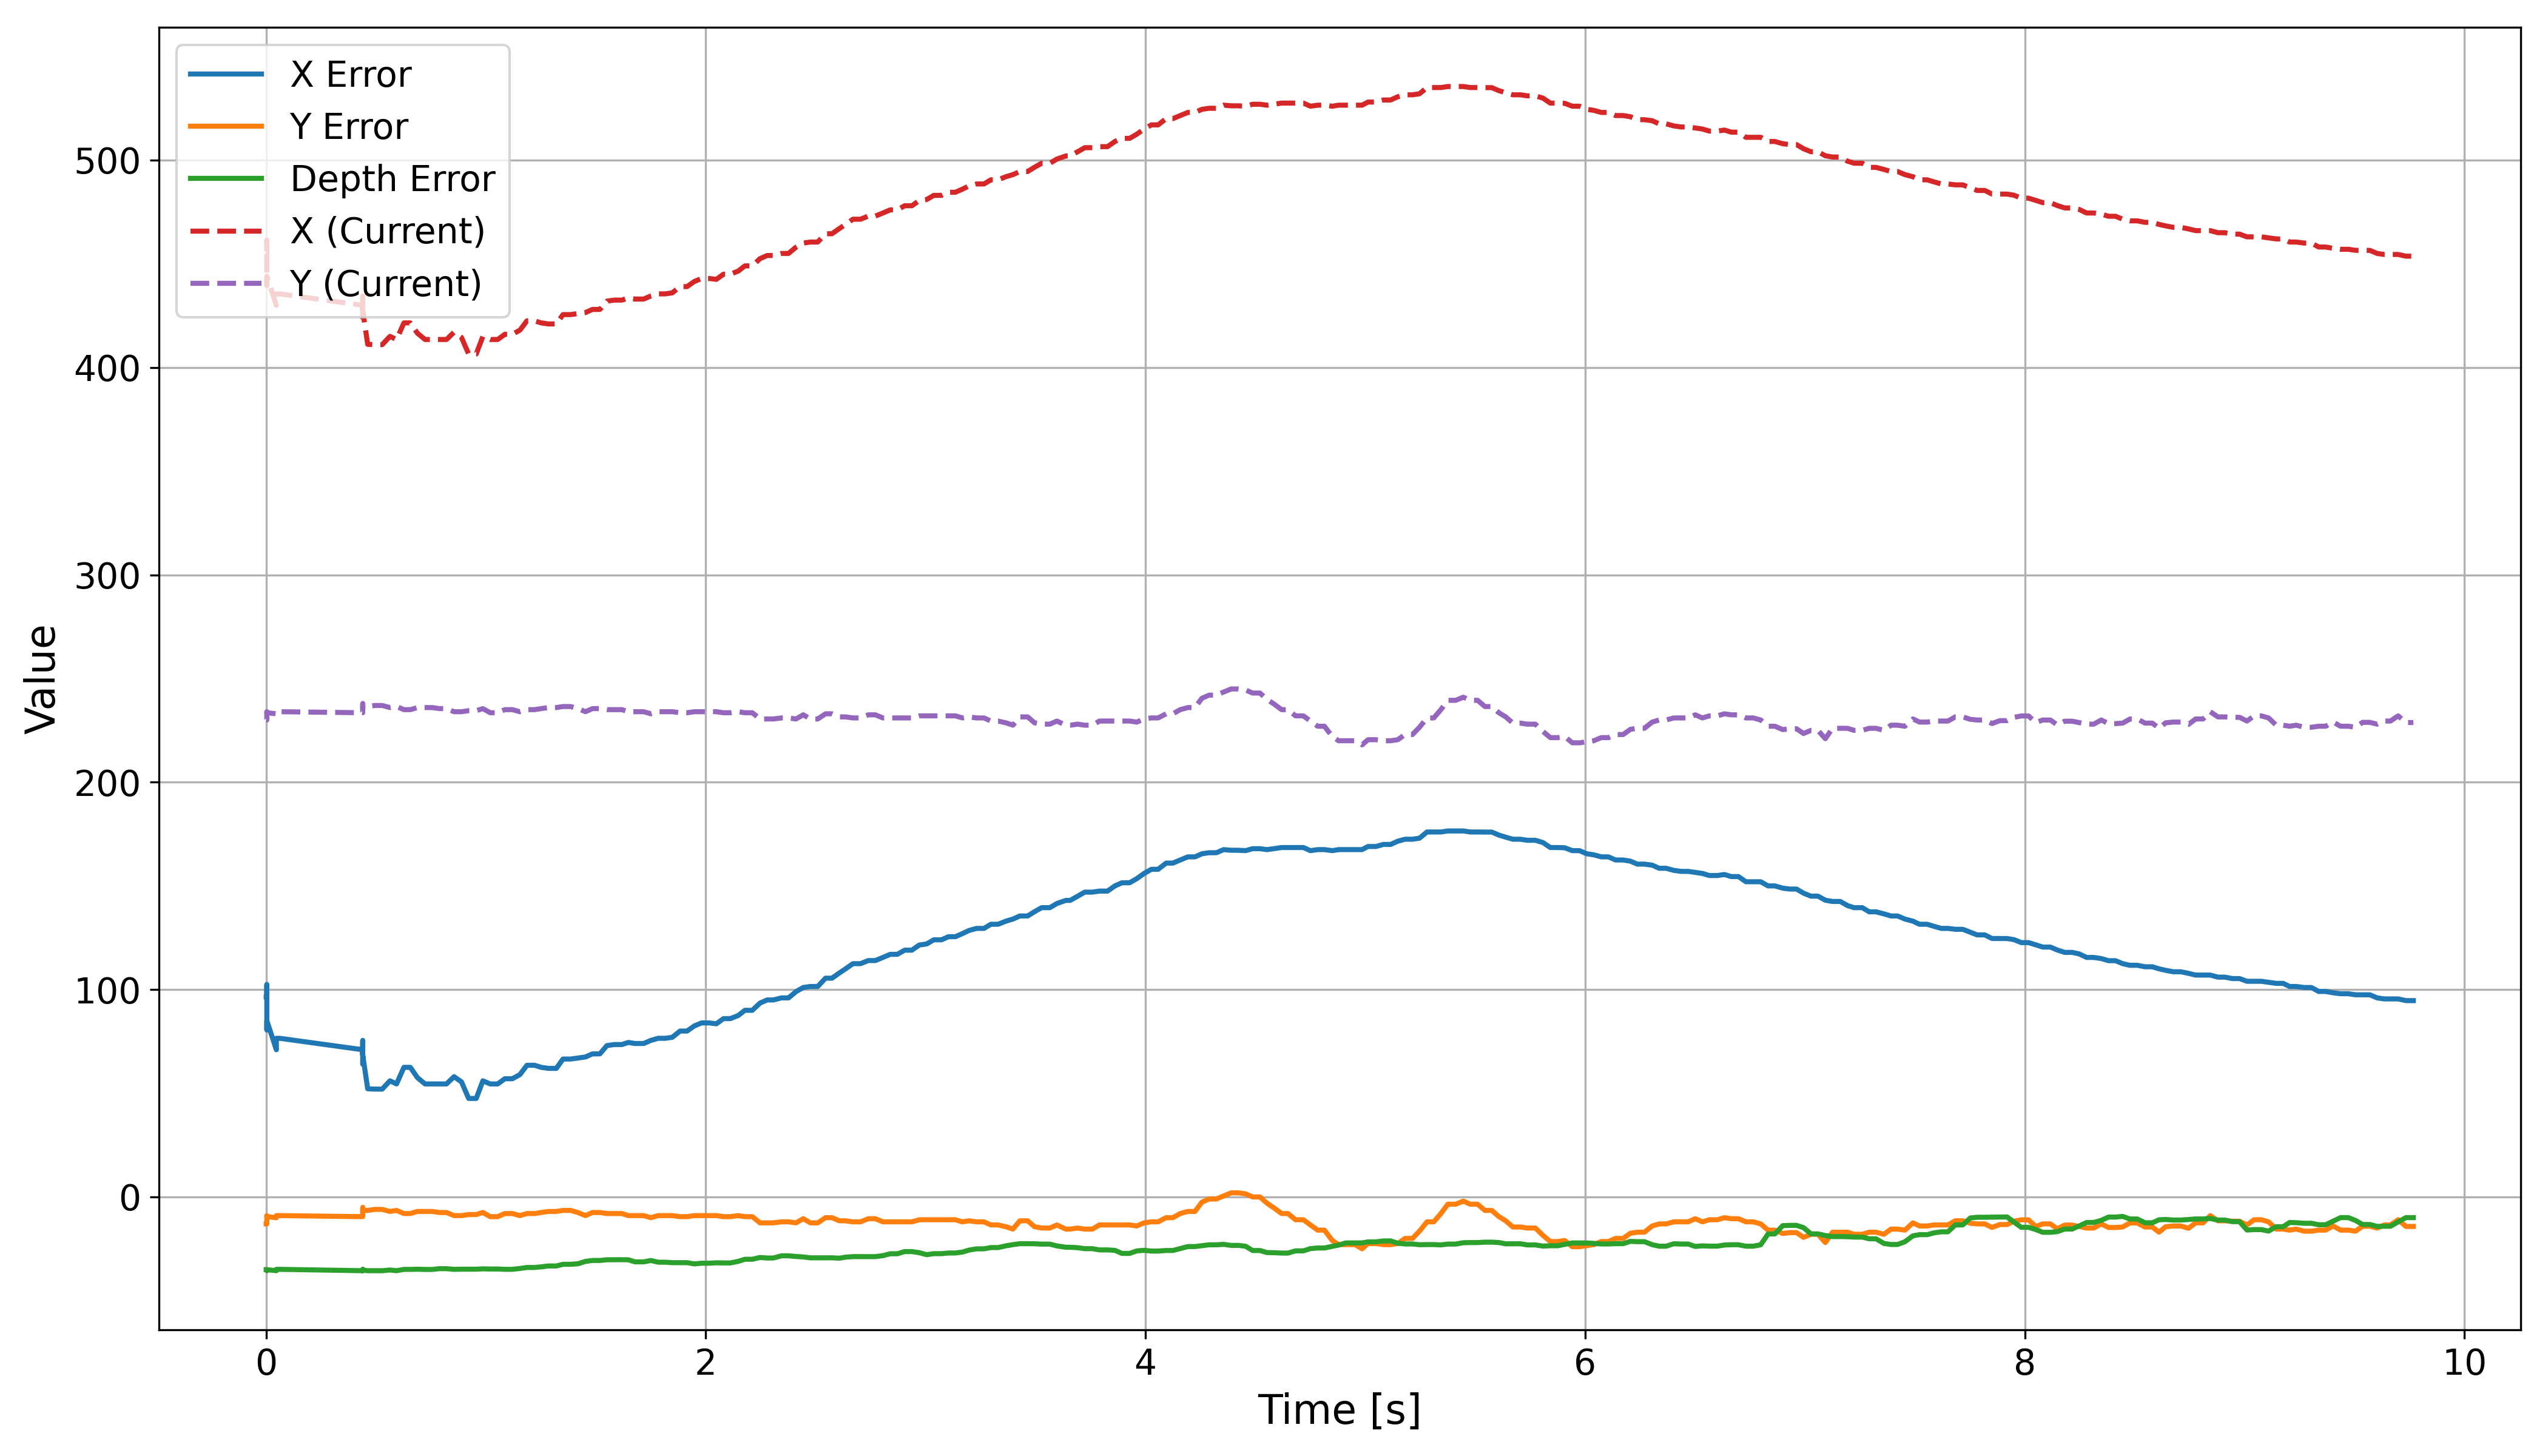 X Error
Y Error
Depth Error
X (Current)
Y (Current)
500
400
300
200
100
0
Value
0 2 4 6 8 10
Time [s]